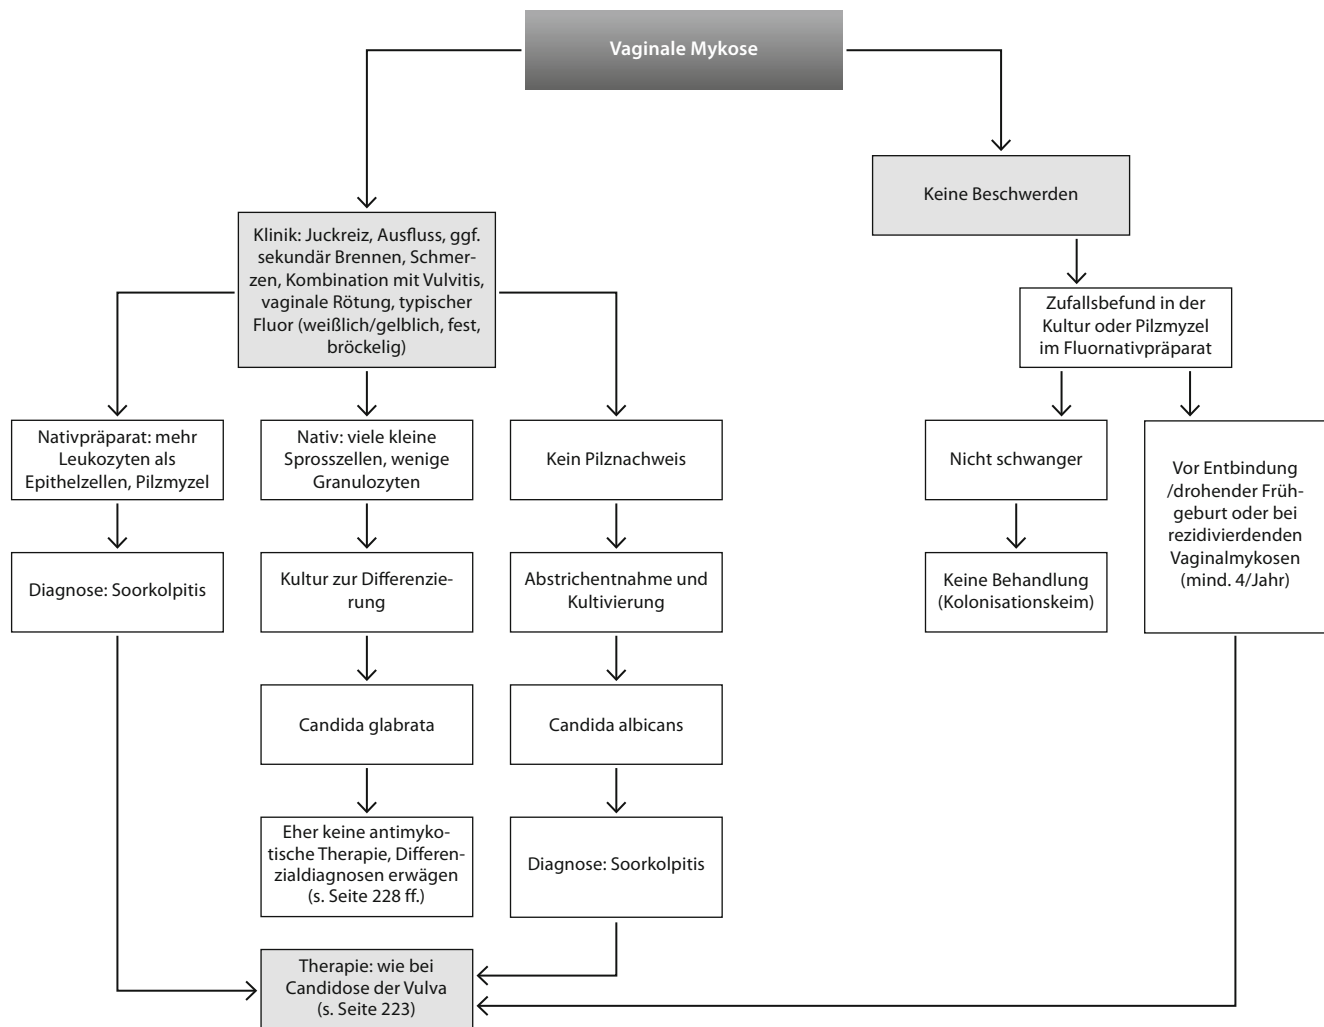 Vaginale Mykose
Keine Beschwerden
Klinik: Juckreiz, Ausfluss, ggf.
sekundär Brennen, Schmer-
zen, Kombination mit Vulvitis,
vaginale Rötung, typischer
Fluor (weißlich/gelblich, fest,
bröckelig)
Zufallsbefund in der
Kultur oder Pilzmyzel
im Fluornativpräparat
Nativpräparat: mehr
Leukozyten als
Epithelzellen, Pilzmyzel
Nativ: viele kleine
Sprosszellen, wenige
Granulozyten
Kein Pilznachweis
Nicht schwanger
Vor Entbindung
/drohender Früh-
geburt oder bei
rezidivierdenden
Vaginalmykosen
(mind. 4/Jahr)
Diagnose: Soorkolpitis
Kultur zur Differenzie-
rung
Abstrichentnahme und
Kultivierung
Keine Behandlung
(Kolonisationskeim)
Candida glabrata
Candida albicans
Eher keine antimyko-
tische Therapie, Differen-
zialdiagnosen erwägen
(s. Seite 228 ff.)
Diagnose: Soorkolpitis
Therapie: wie bei
Candidose der Vulva
(s. Seite 223)